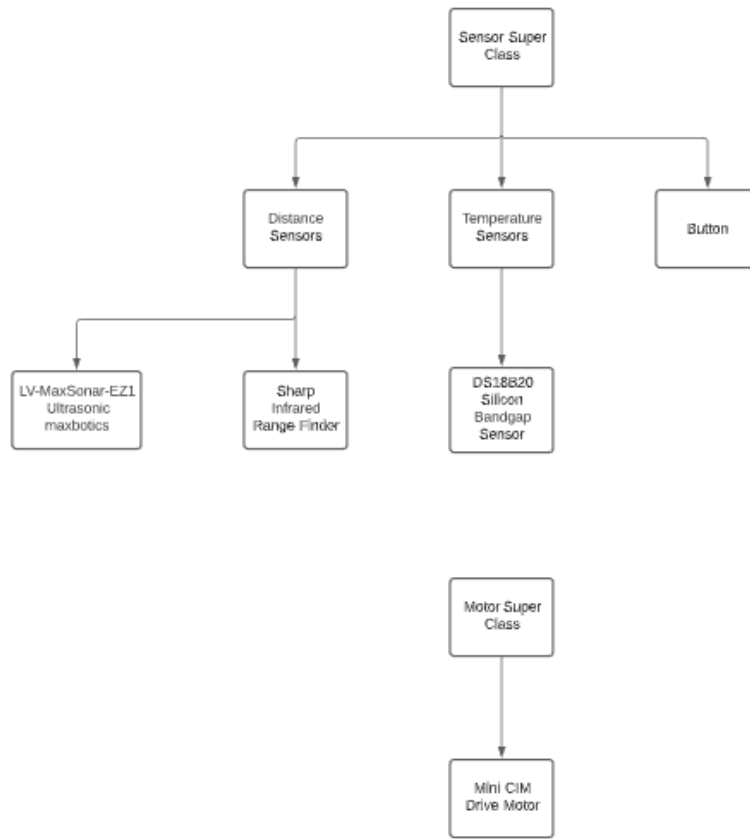 Sensor Super
Class
Distance
Sensors
Temperature
Sensors
Button
LV-MaxSonar-EZ1
Ultrasonic
maxbotics
Sharp
Infrared
Range Finder
DS18B20
Silicon
Bandgap
Sensor
Motor Super
Class
Mini CIM
Drive Motor